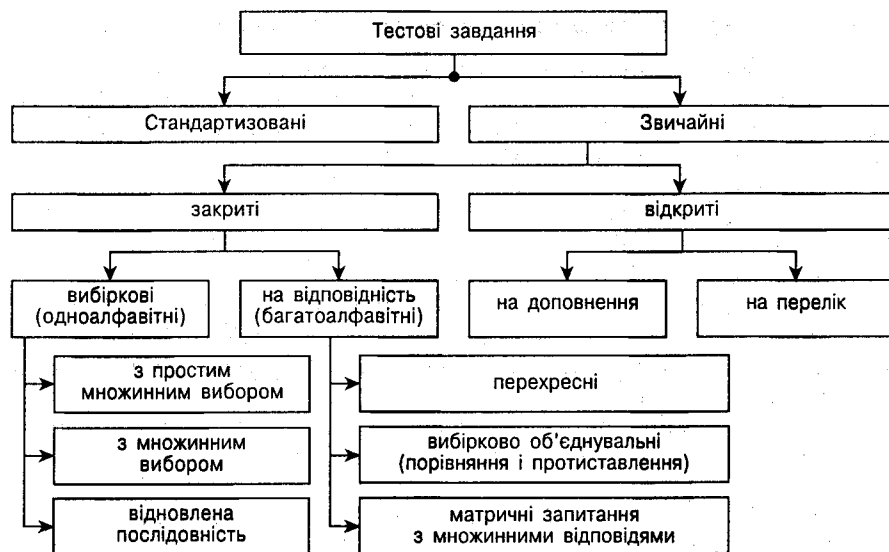 Тестові завдання
Стандартизовані
Звичайні
закриті
відкриті
вибіркові
(одноалфавітні)
на відповідність
(багатоалфавітні)
на доповнення
на перелік
з простим
множинним вибором
перехресні
з множинним
вибором
вибірково об’єднувальні
(порівняння і протиставлення)
відновлена
послідовність
матричні запитання
з множинними відповідями